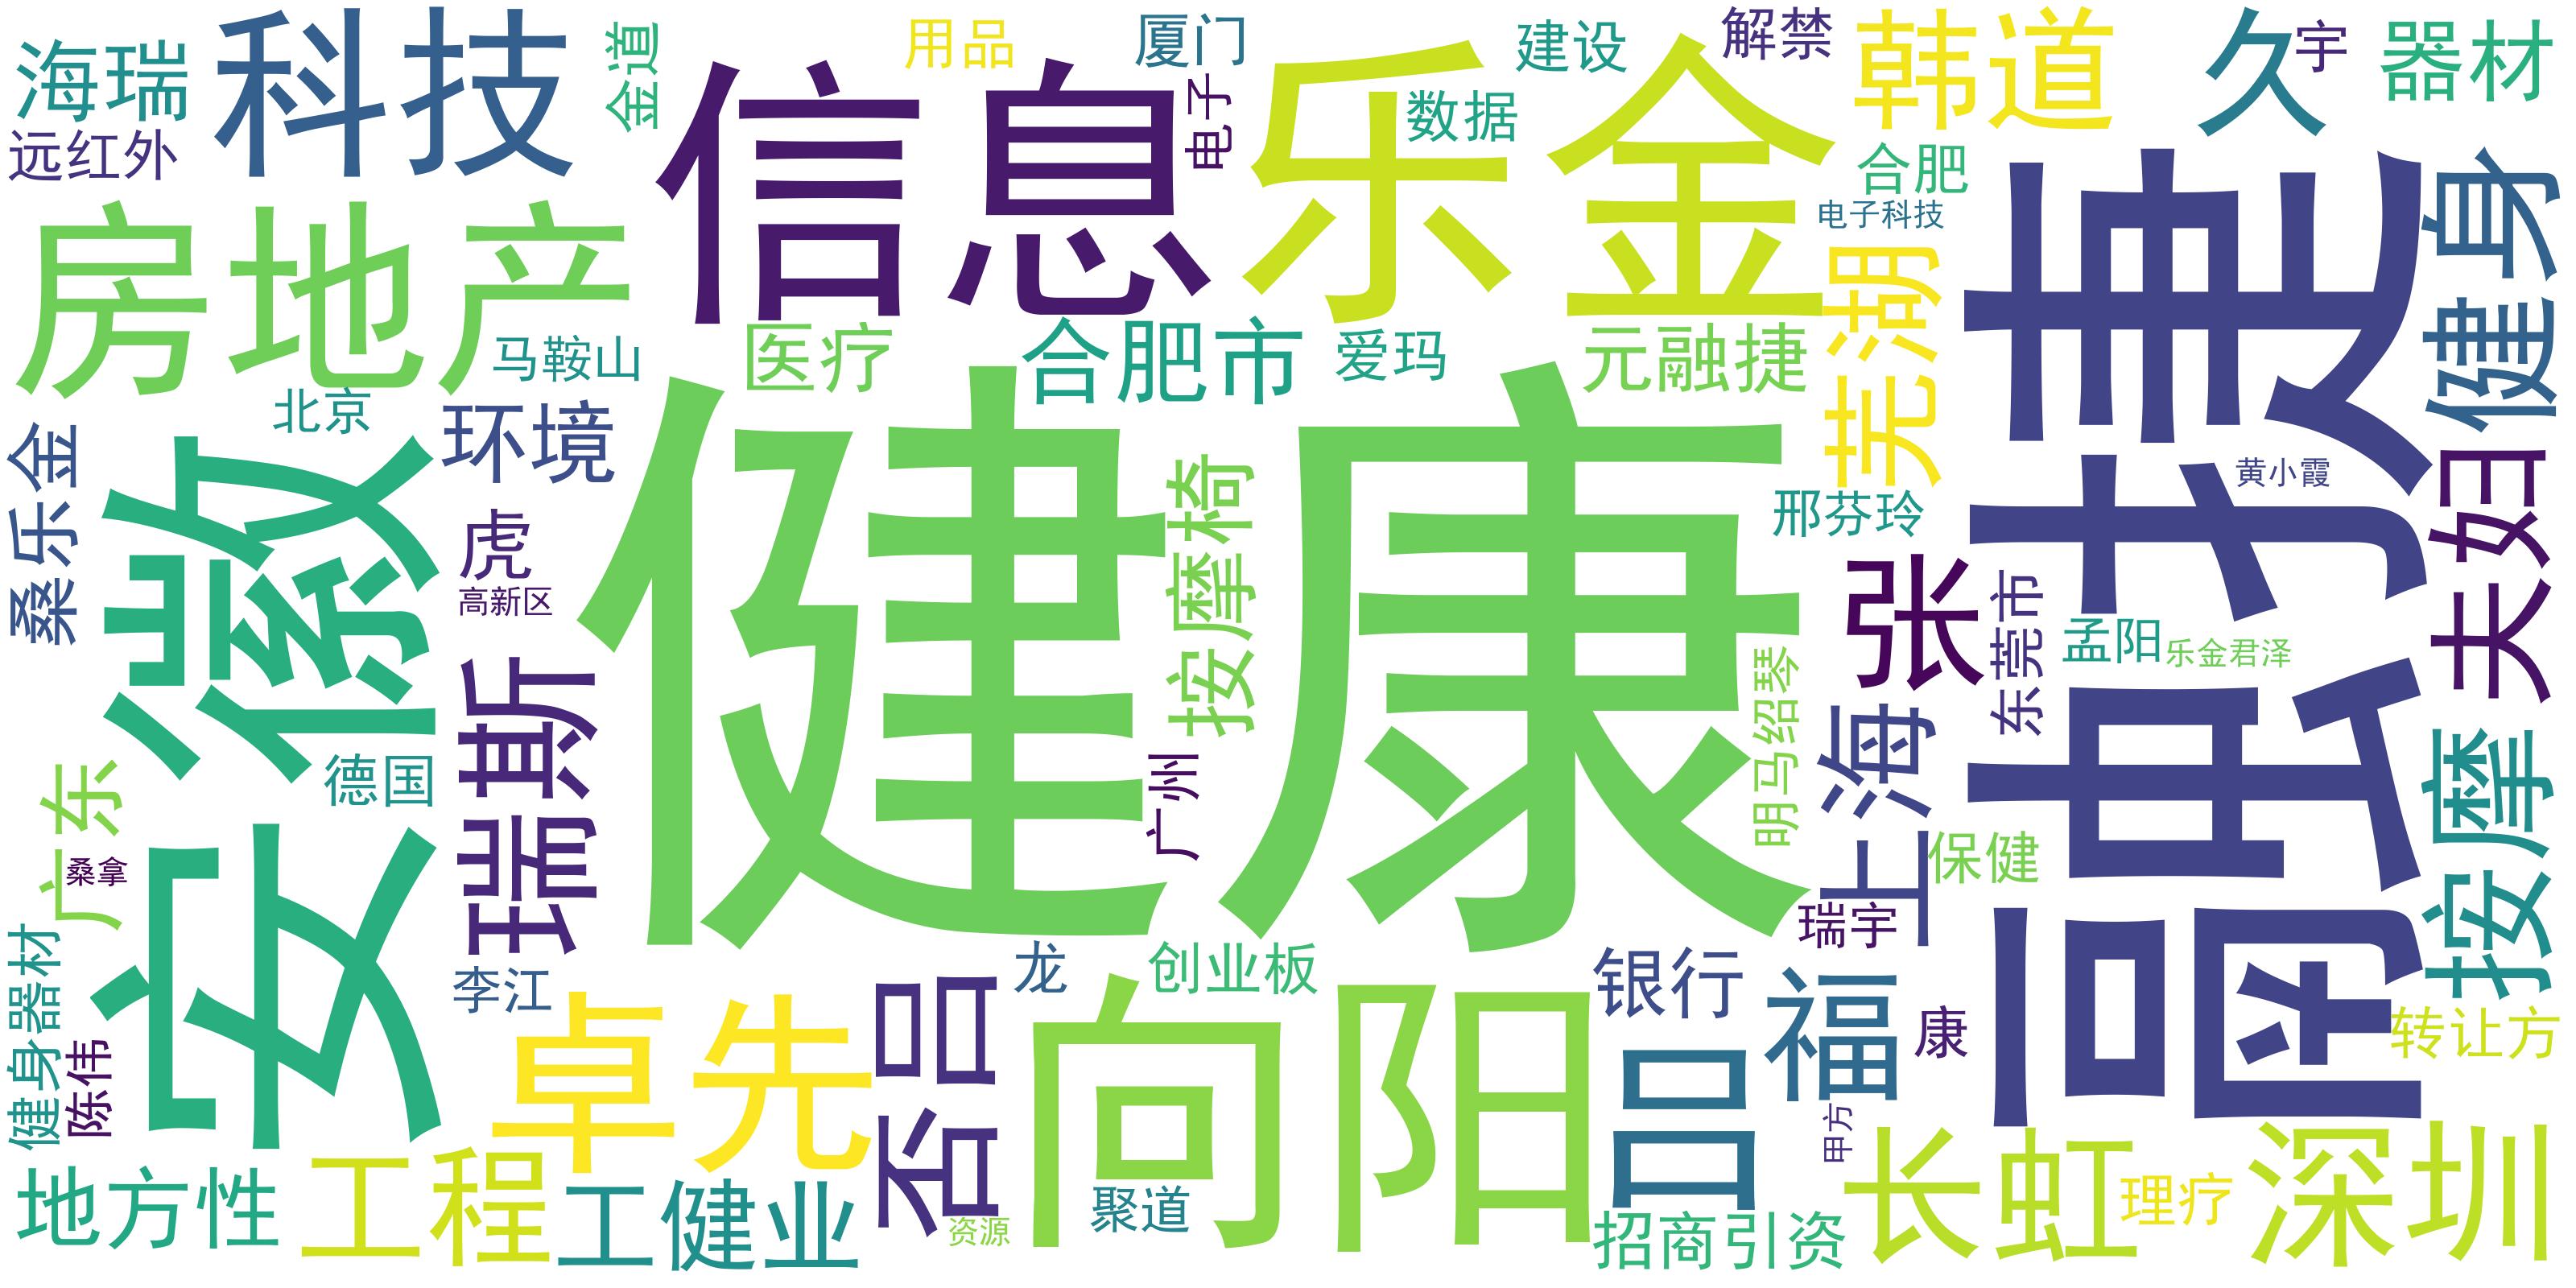 海瑞
科技
金道
用品
厦门
建设
解禁
韩道
久
宇
器材
远红外
信息
电子
乐金
数据
合肥
电子科技
融捷
健身
房地产
马鞍山
医疗
合肥市
爱玛
元融捷
芜湖
北京
环境
桑乐金
安徽
虎
高新区
健康
按摩椅
那芬玲
黄小霞
夫妇
张
东莞市
孟阳
乐金君泽
瑞斯
德国
广州
明马绍琴
上海
按摩
广东
桑拿
保健
瑞宇
健身器材
陈伟
李江
卓先
否吕
龙
创业板
向阳
银行
福
康
转让方
吕
甲方
地方性
工程
工健业
资源
聚道
招商引资
长虹
理疗
深圳